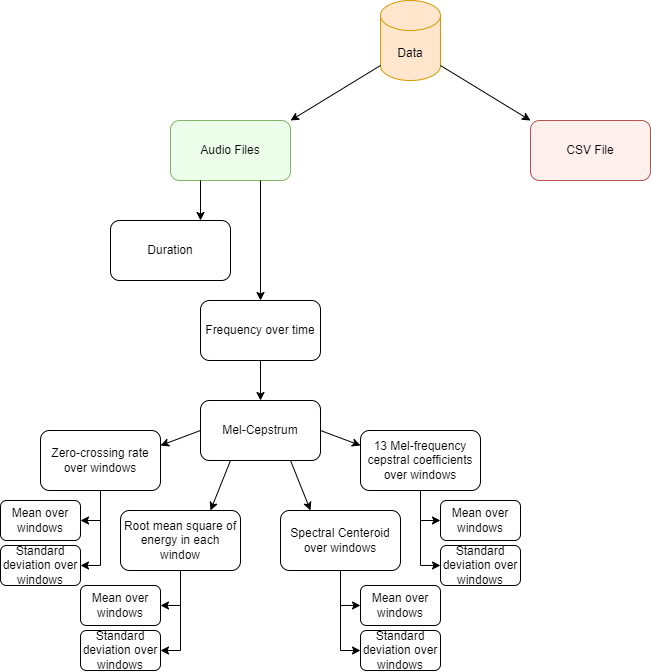 Data
Audio Files
CSV File
Duration
Frequency over time
Mel-Cepstrum
Zero-crossing rate
over windows
13 Mel-frequency
cepstral coefficients
over windows
Mean over
windows
Standard
deviation over
windows
Root mean square of
energy in each
window
Mean over
windows
Standard
deviation over
windows
Spectral Centeroid
over windows
Mean over
windows
Standard
deviation over
windows
Mean over
windows
Standard
deviation over
windows